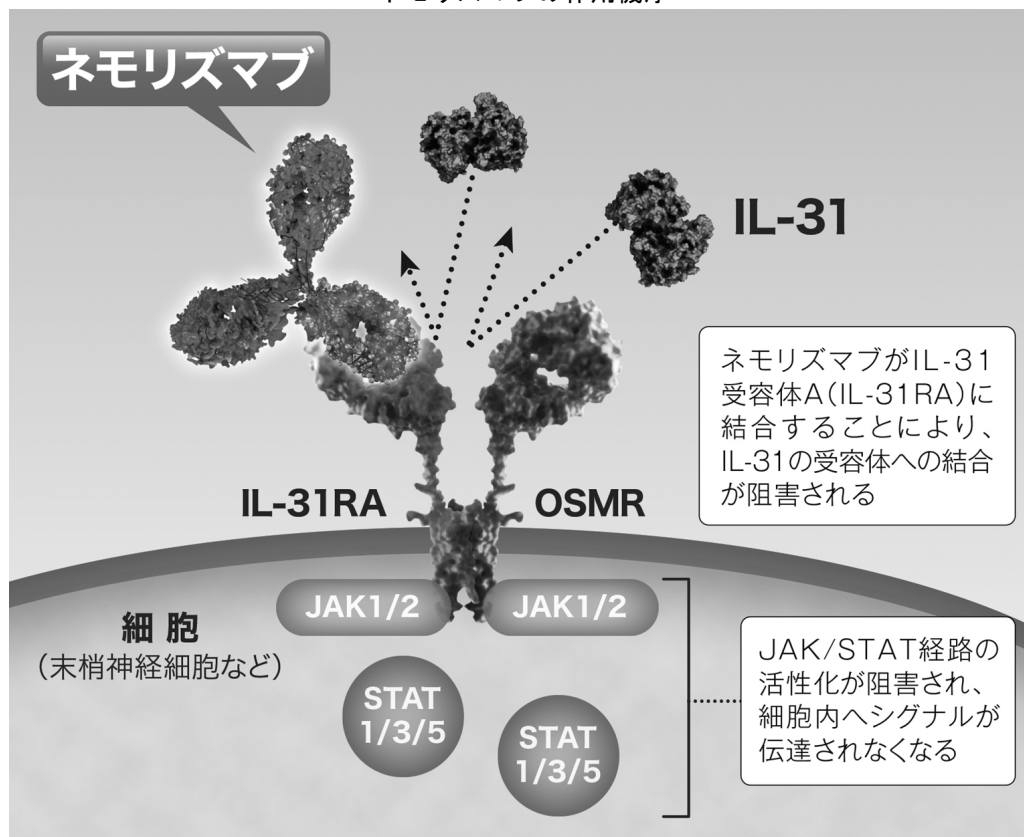 ネモリズマブ
IL-31
ネモリズマブがIL-31
受容体A(IL-31RA)に
結合することにより、
IL-31の受容体への結合
が阻害される
IL-31RA
OSMR
JAK1/2
JAK1/2
細 胞
(末梢神経細胞など)
STAT
1/3/5
STAT
1/3/5
JAK/STAT経路の
活性化が阻害され、
細胞内へシグナルが
伝達されなくなる